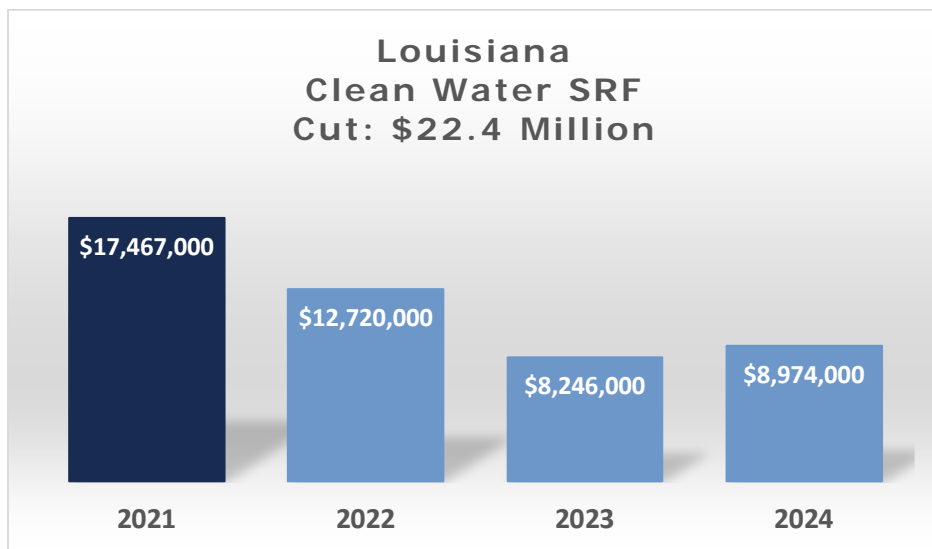 Louisiana
Clean Water SRF
Cut: $22.4 Million
$17,467,000
$12,720,000
$8,246,000
$8,974,000
2021
2022
2023
2024